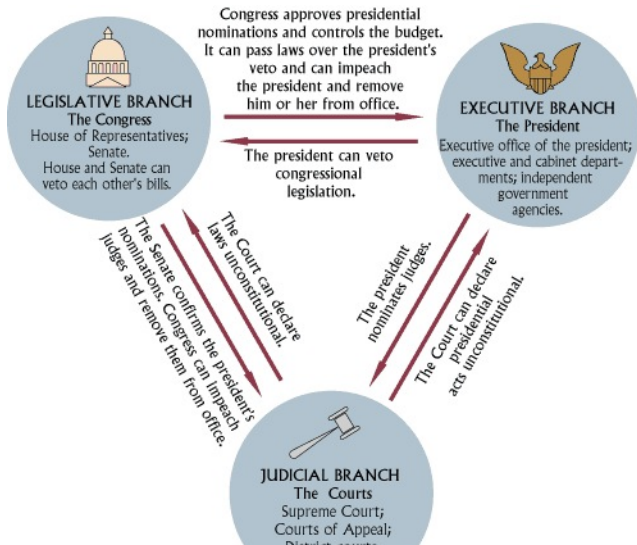 Congress approves presidential
nominations and controls the budget.
It can pass laws over the president's
veto and can impeach
the president and remove
him or her from office.
LEGISLATIVE BRANCH
The Congress
House of Representatives;
Senate.
House and Senate can
veto each other's bills.
EXECUTIVE BRANCH
The President
Executive office of the president;
executive and cabinet depart-
ments; independent
government
agencies.
The president can veto
congressional
legislation.
The Senate confirms the president's
nominations. Congress can impeach
judges and remove them from office.
The Court can declare
laws unconstitutional.
The president
nominates judges.
The Court can declare
presidential
acts unconstitutional.
JUDICIAL BRANCH
The Courts
Supreme Court;
Courts of Appeal;
District courts